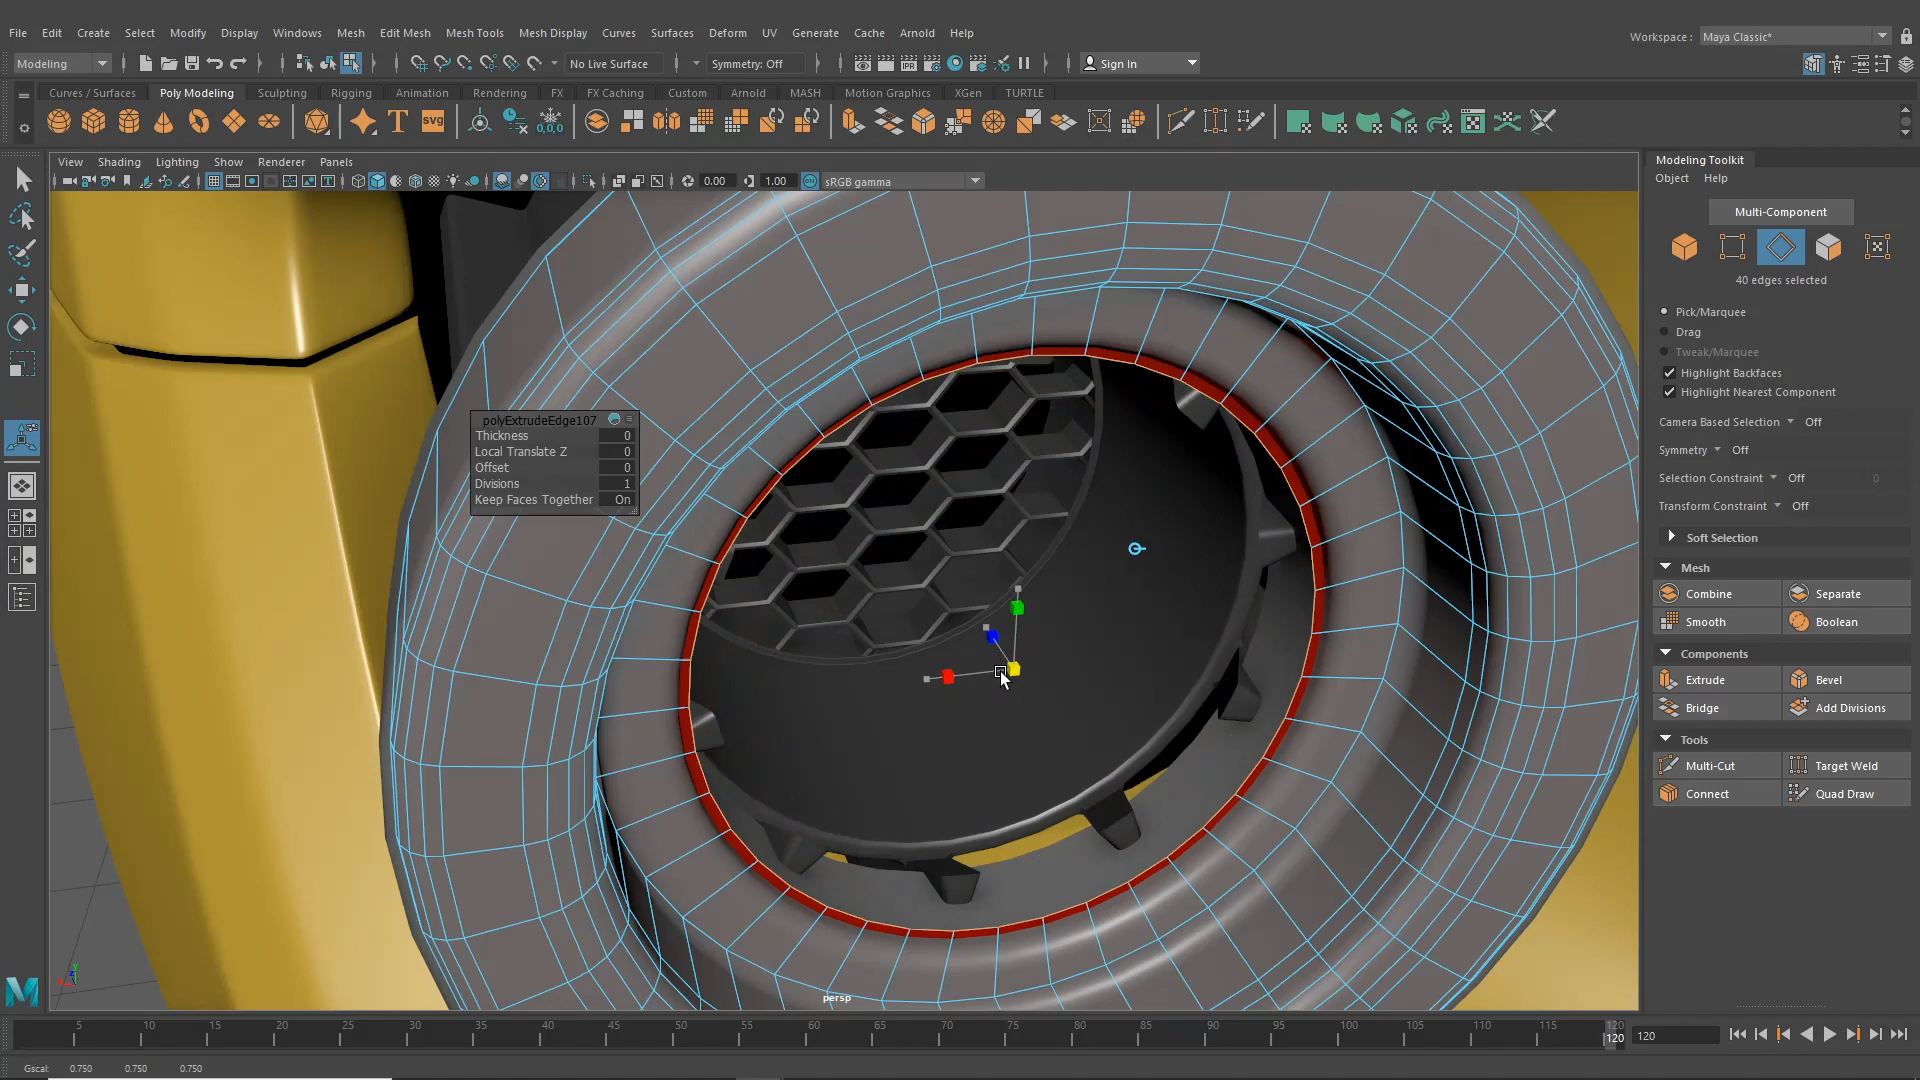 File Edit Create Select Modify Display Windows Mesh Edit Mesh Mesh Tools Mesh Display Curves Surfaces Deform UV Generate Cache Arnold Help
Workspace : Maya Classic*
Modeling No Live Surface Symmetry: Off Sign In
Curves / Surfaces Poly Modeling Sculpting Rigging Animation Rendering FX FX Caching Custom Arnold MASH Motion Graphics XGen TURTLE
T svg 0,0,0
View Shading Lighting Show Renderer Panels
0.00 1.00 sRGB gamma
polyExtrudeEdge107
Thickness 0
Local Translate Z 0
Offset 0
Divisions 1
Keep Faces Together On
persp
Modeling Toolkit
Object Help
Multi-Component
40 edges selected
Pick/Marquee
Drag
Tweak/Marquee
Highlight Backfaces
Highlight Nearest Component
Camera Based Selection Off
Symmetry Off
Selection Constraint Off 0
Transform Constraint Off
Soft Selection
Mesh
Combine Separate
Smooth Boolean
Components
Extrude Bevel
Bridge Add Divisions
Tools
Multi-Cut Target Weld
Connect Quad Draw
5 10 15 20 25 30 35 40 45 50 55 60 65 70 75 80 85 90 95 100 105 110 115 120
120 120
Gscal: 0.750 0.750 0.750